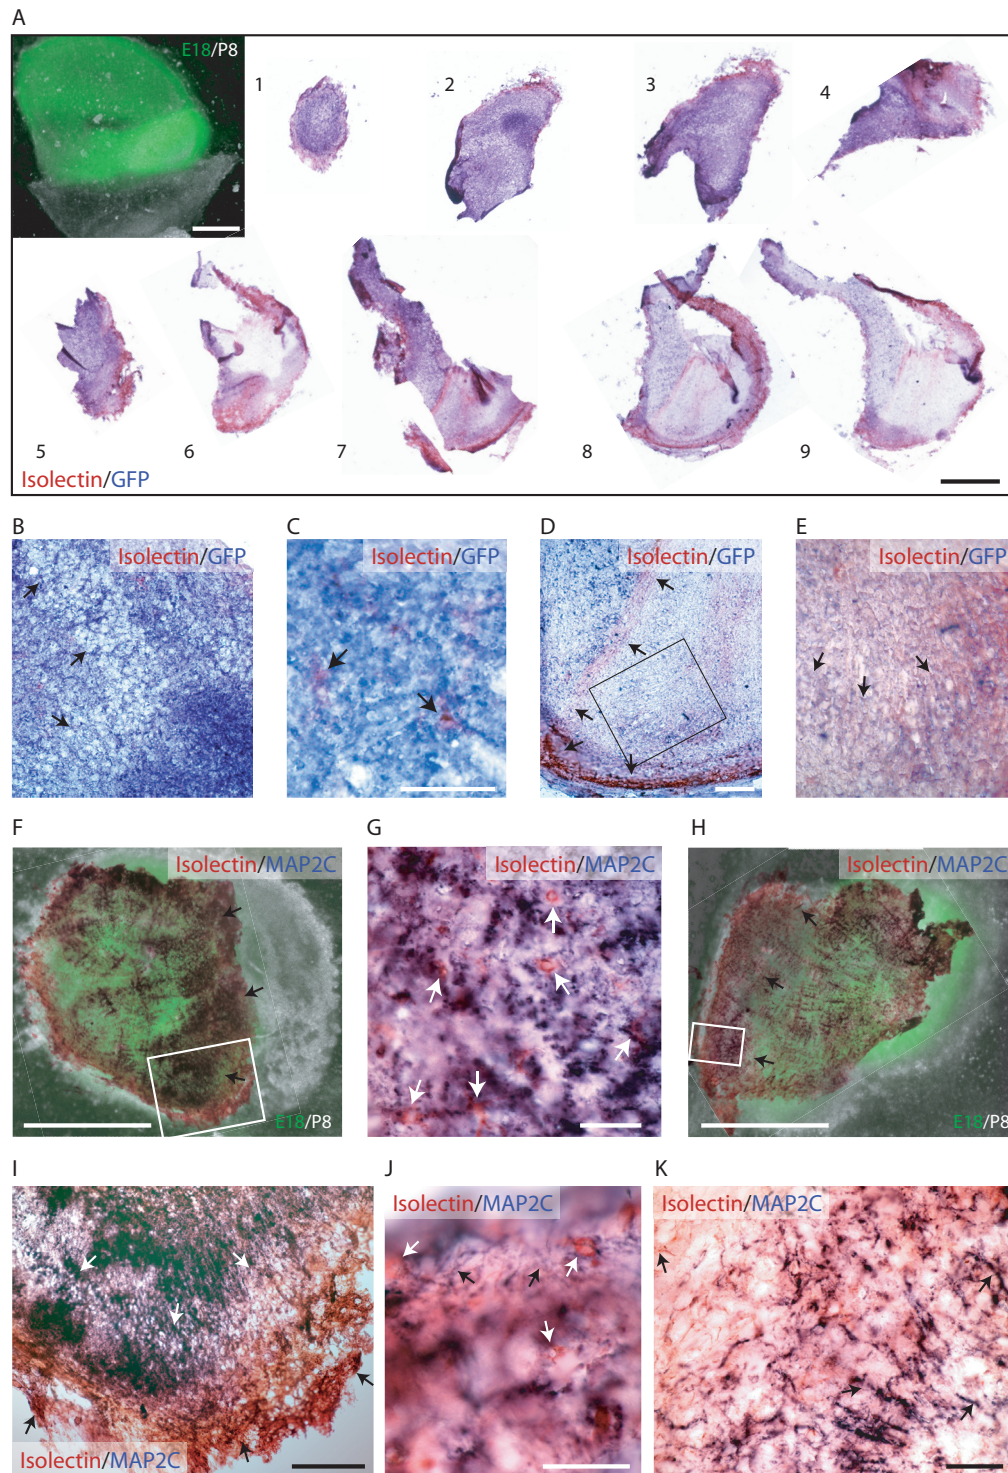 A
E18/P8
1
2
3
4
5
6
7
8
9
Isolectin/GFP
B
C
D
E
Isolectin/GFP
Isolectin/GFP
Isolectin/GFP
Isolectin/GFP
F
G
H
Isolectin/MAP2C
Isolectin/MAP2C
Isolectin/MAP2C
E18/P8
E18/P8
I
J
K
Isolectin/MAP2C
Isolectin/MAP2C
Isolectin/MAP2C